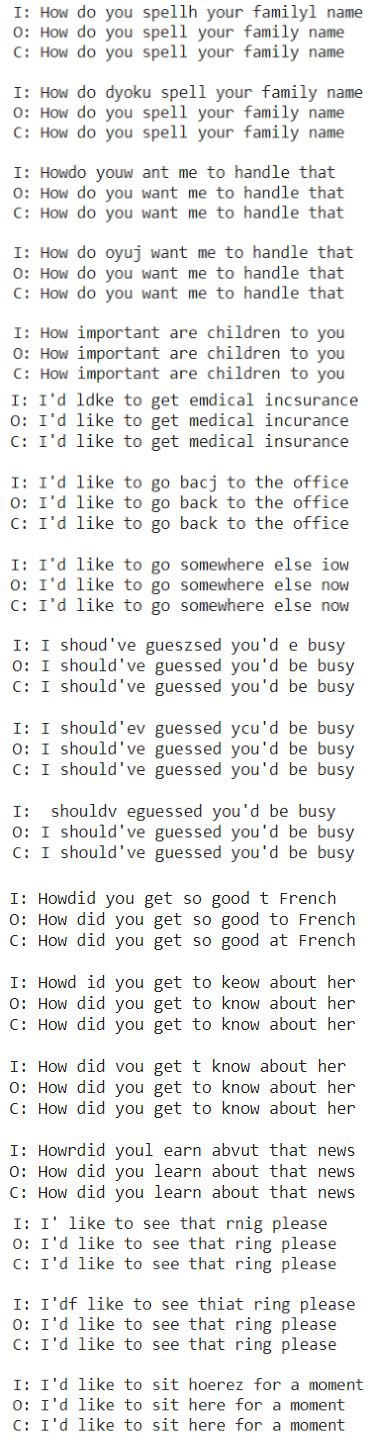 I: How do you spellh your familyl name
O: How do you spell your family name
C: How do you spell your family name
I: How do dyoku spell your family name
O: How do you spell your family name
C: How do you spell your family name
I: Howdo youw ant me to handle that
O: How do you want me to handle that
C: How do you want me to handle that
I: How do oyuj want me to handle that
O: How do you want me to handle that
C: How do you want me to handle that
I: How important are children to you
O: How important are children to you
C: How important are children to you
I: I'd ldke to get emdical incsurance
O: I'd like to get medical incurance
C: I'd like to get medical insurance
I: I'd like to go bacj to the office
O: I'd like to go back to the office
C: I'd like to go back to the office
I: I'd like to go somewhere else iow
O: I'd like to go somewhere else now
C: I'd like to go somewhere else now
I: I shoud've gueszsed you'd e busy
O: I should've guessed you'd be busy
C: I should've guessed you'd be busy
I: I should'ev guessed ycu'd be busy
O: I should've guessed you'd be busy
C: I should've guessed you'd be busy
I:  shouldv eguessed you'd be busy
O: I should've guessed you'd be busy
C: I should've guessed you'd be busy
I: Howdid you get so good t French
O: How did you get so good to French
C: How did you get so good at French
I: Howd id you get to keow about her
O: How did you get to know about her
C: How did you get to know about her
I: How did vou get t know about her
O: How did you get to know about her
C: How did you get to know about her
I: Howrdid youl earn abvut that news
O: How did you learn about that news
C: How did you learn about that news
I: I' like to see that rnig please
O: I'd like to see that ring please
C: I'd like to see that ring please
I: I'df like to see thiat ring please
O: I'd like to see that ring please
C: I'd like to see that ring please
I: I'd like to sit hoerez for a moment
O: I'd like to sit here for a moment
C: I'd like to sit here for a moment